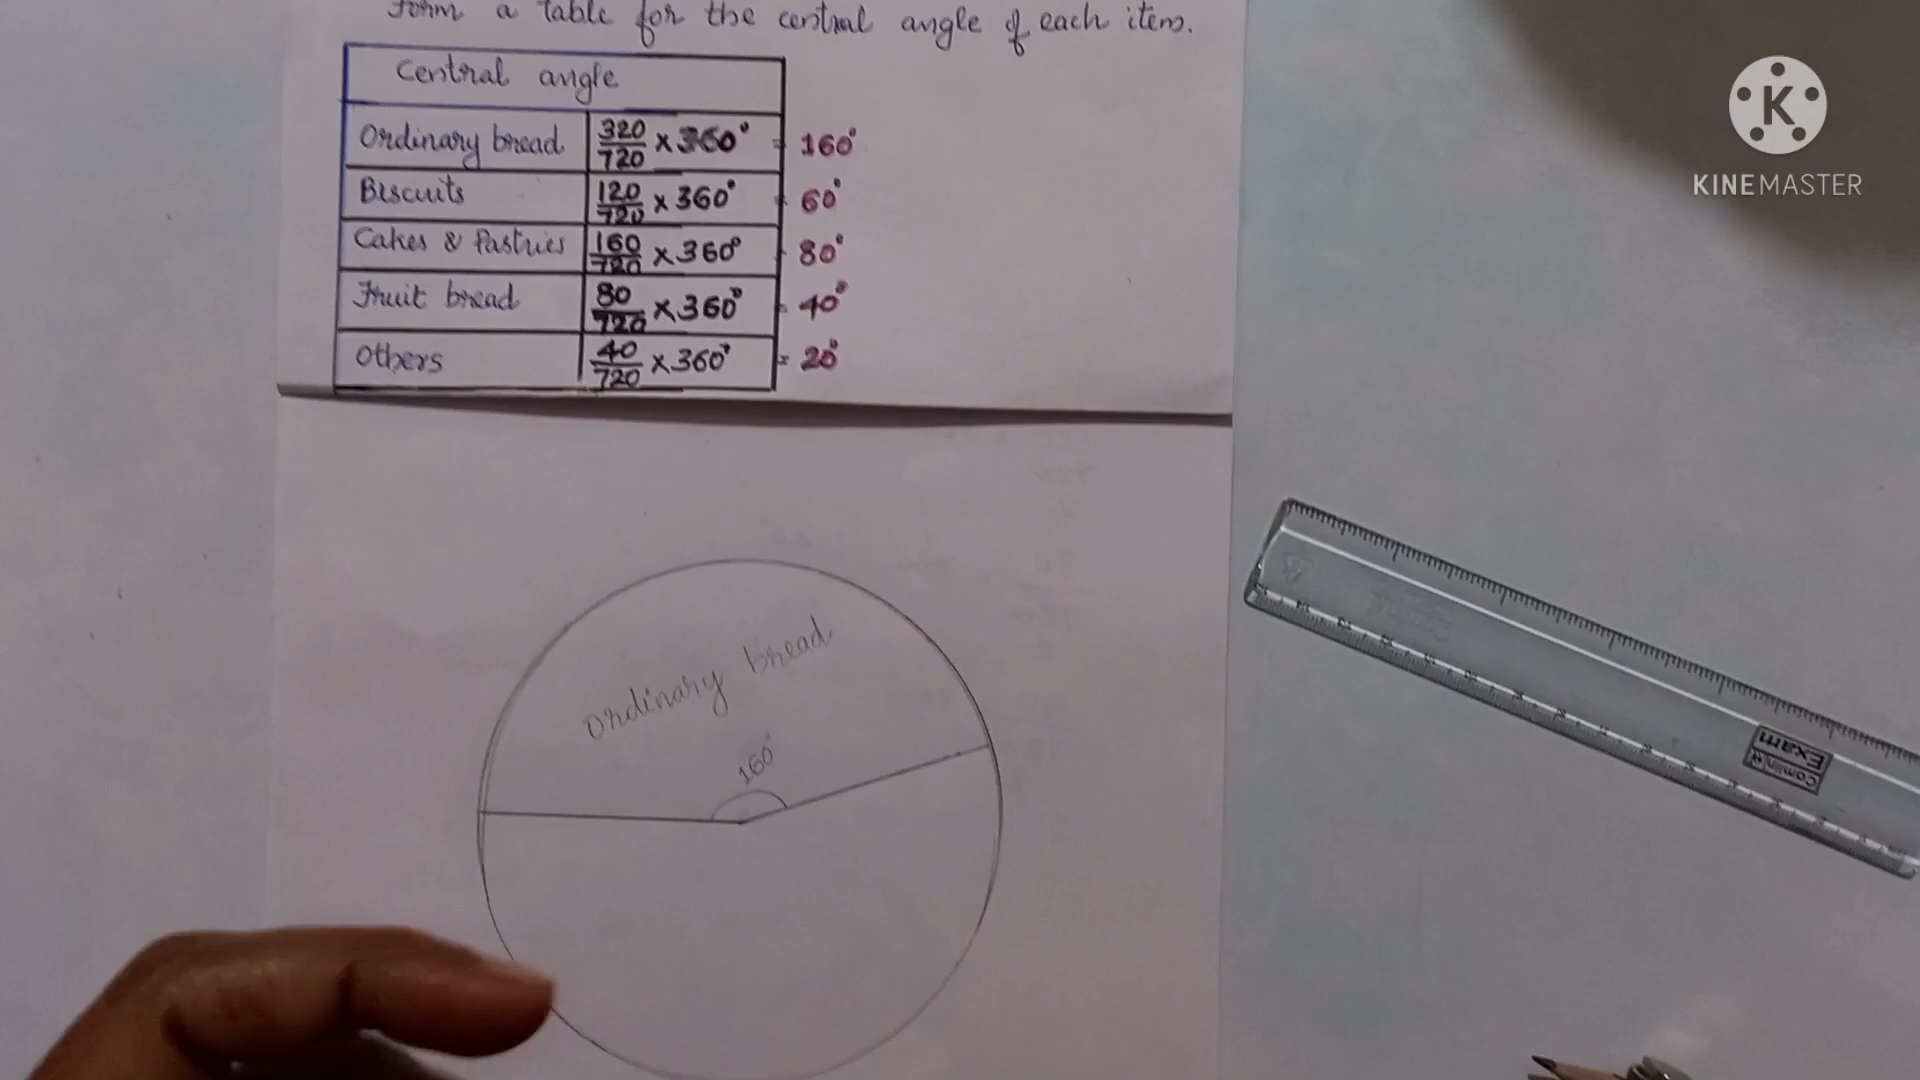 Form a table for the central angle of each item.
Central angle
Ordinary bread 320/720 × 360° = 160°
Biscuits 120/720 × 360° = 60°
Cakes & Pastries 160/720 × 360° = 80°
Fruit bread 80/720 × 360° = 40°
Others 40/720 × 360° = 20°
K
KINEMASTER
Ordinary bread
160°
Exam